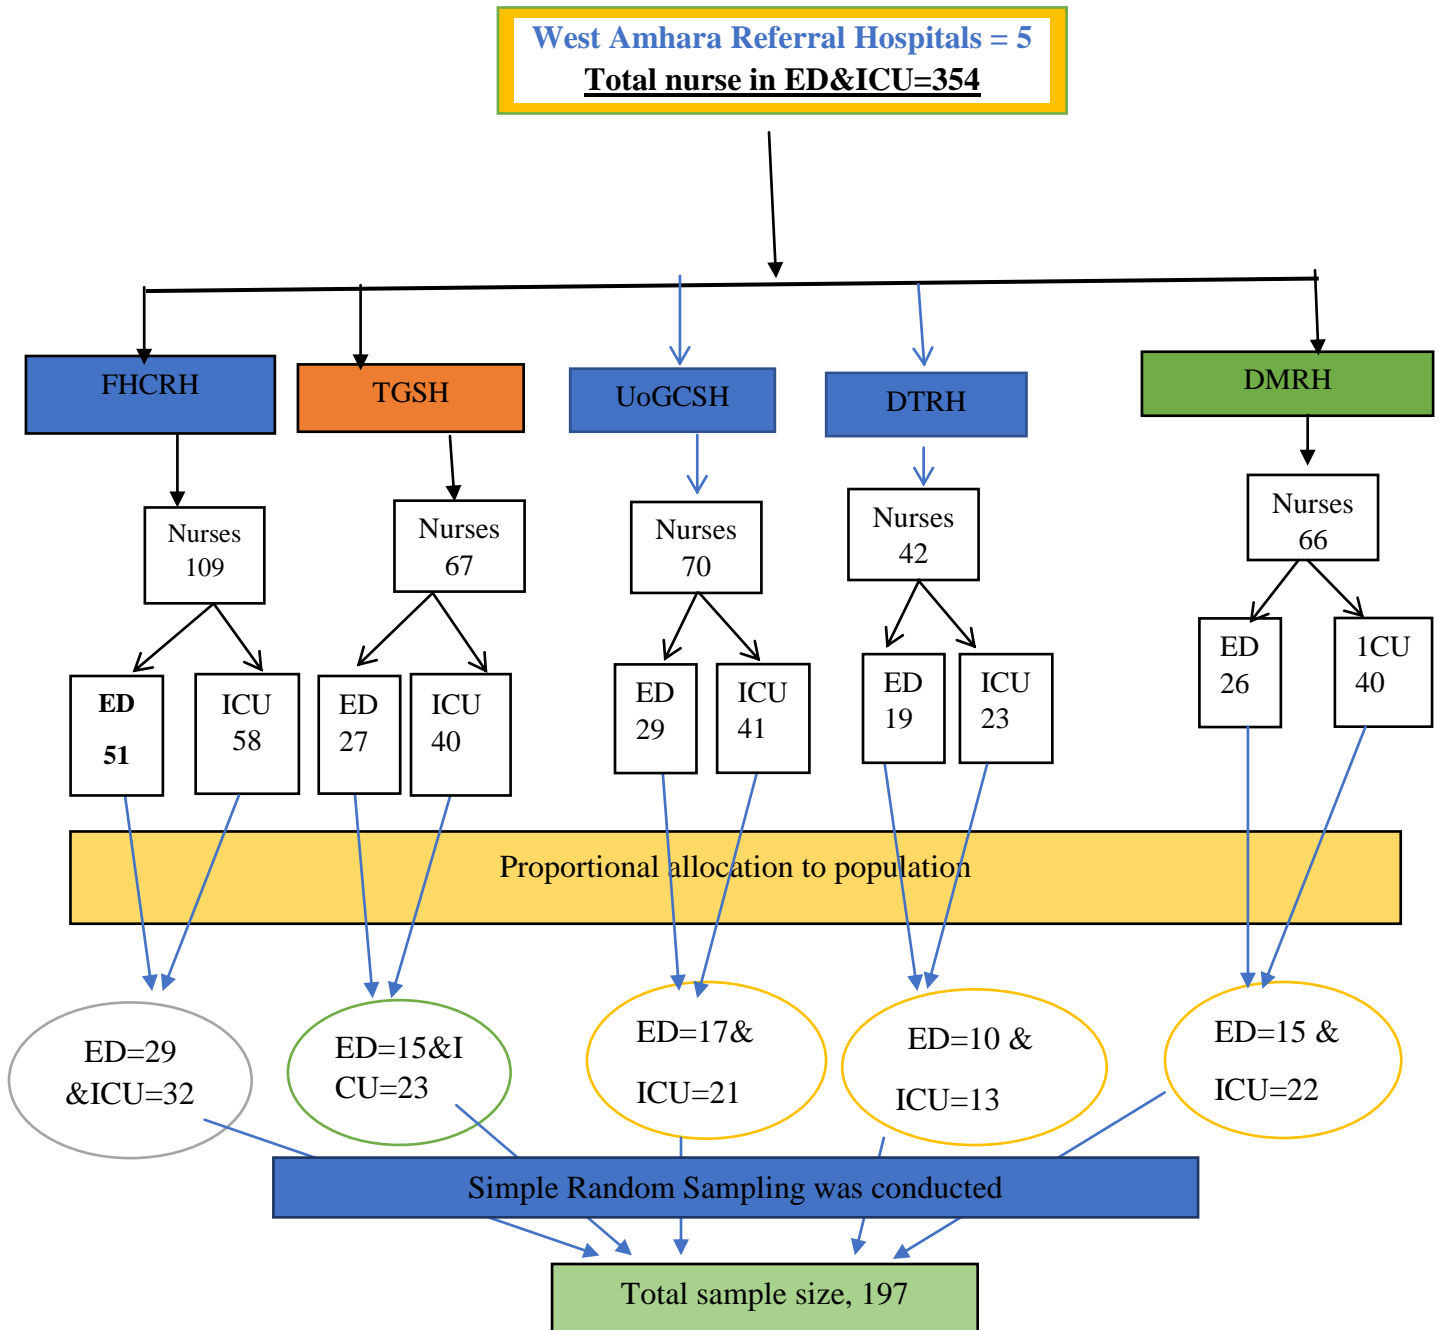 West Amhara Referral Hospitals = 5
Total nurse in ED&ICU=354
FHCRH
TGSH
UoGCSH
DTRH
DMRH
Nurses
109
Nurses
67
Nurses
70
Nurses
42
Nurses
66
ED
51
ICU
58
ED
27
ICU
40
ED
29
ICU
41
ED
19
ICU
23
ED
26
1CU
40
Proportional allocation to population
ED=29
&ICU=32
ED=15&I
CU=23
ED=17&
ICU=21
ED=10 &
ICU=13
ED=15 &
ICU=22
Simple Random Sampling was conducted
Total sample size, 197